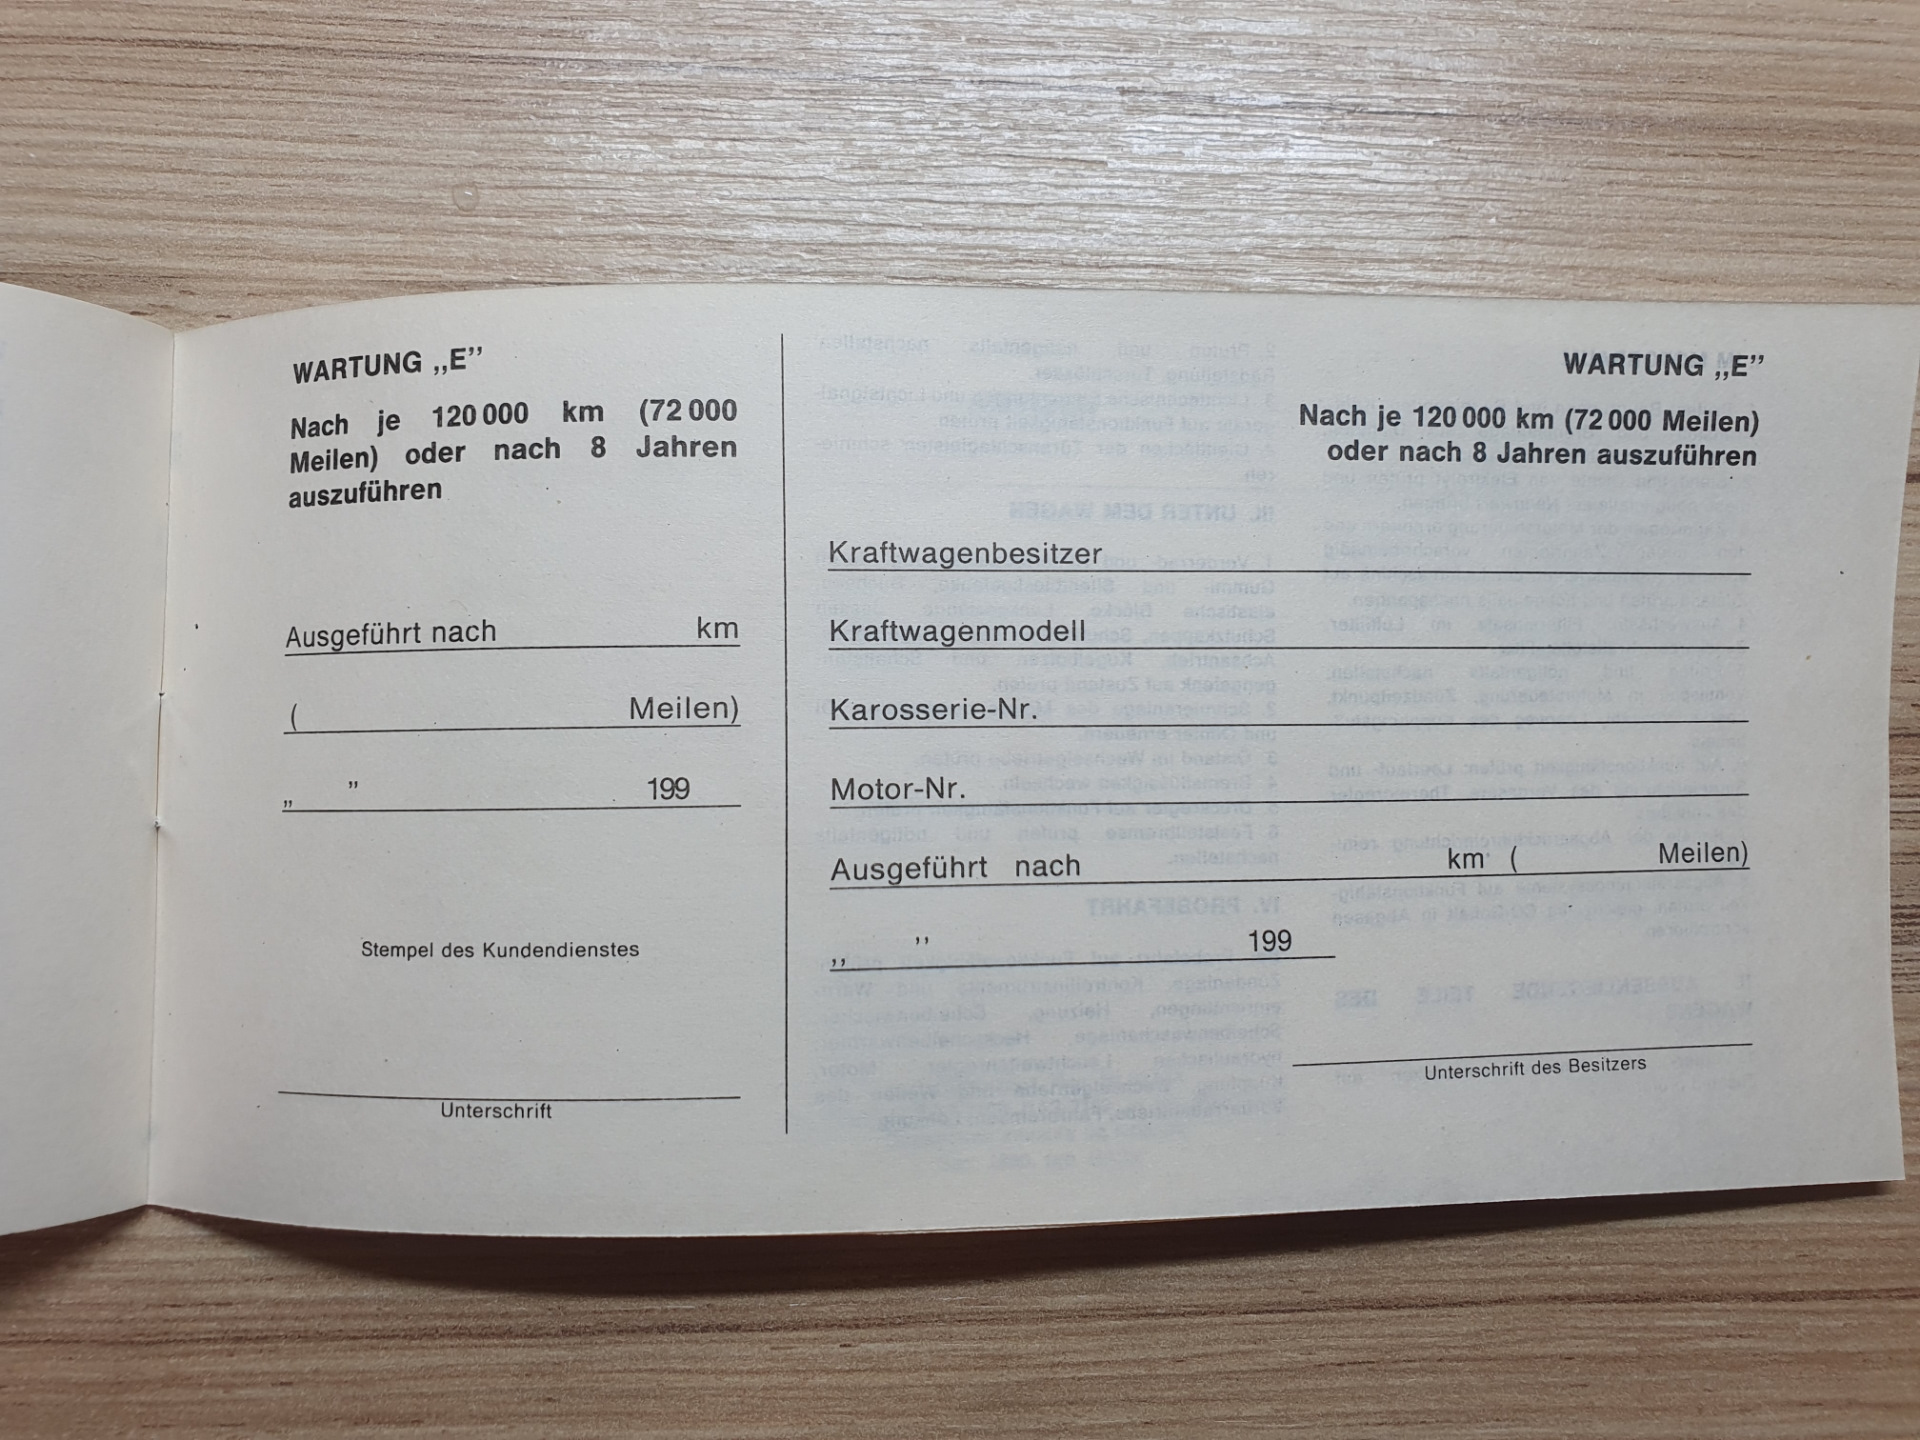 WARTUNG „E”
Nach je 120 000 km (72 000
Meilen) oder nach 8 Jahren
auszuführen
Ausgeführt nach km
( Meilen)
„ ” 199
Stempel des Kundendienstes
Unterschrift
WARTUNG „E”
Nach je 120 000 km (72 000 Meilen)
oder nach 8 Jahren auszuführen
Kraftwagenbesitzer
Kraftwagenmodell
Karosserie-Nr.
Motor-Nr.
Ausgeführt nach km ( Meilen)
,, ’’ 199
Unterschrift des Besitzers